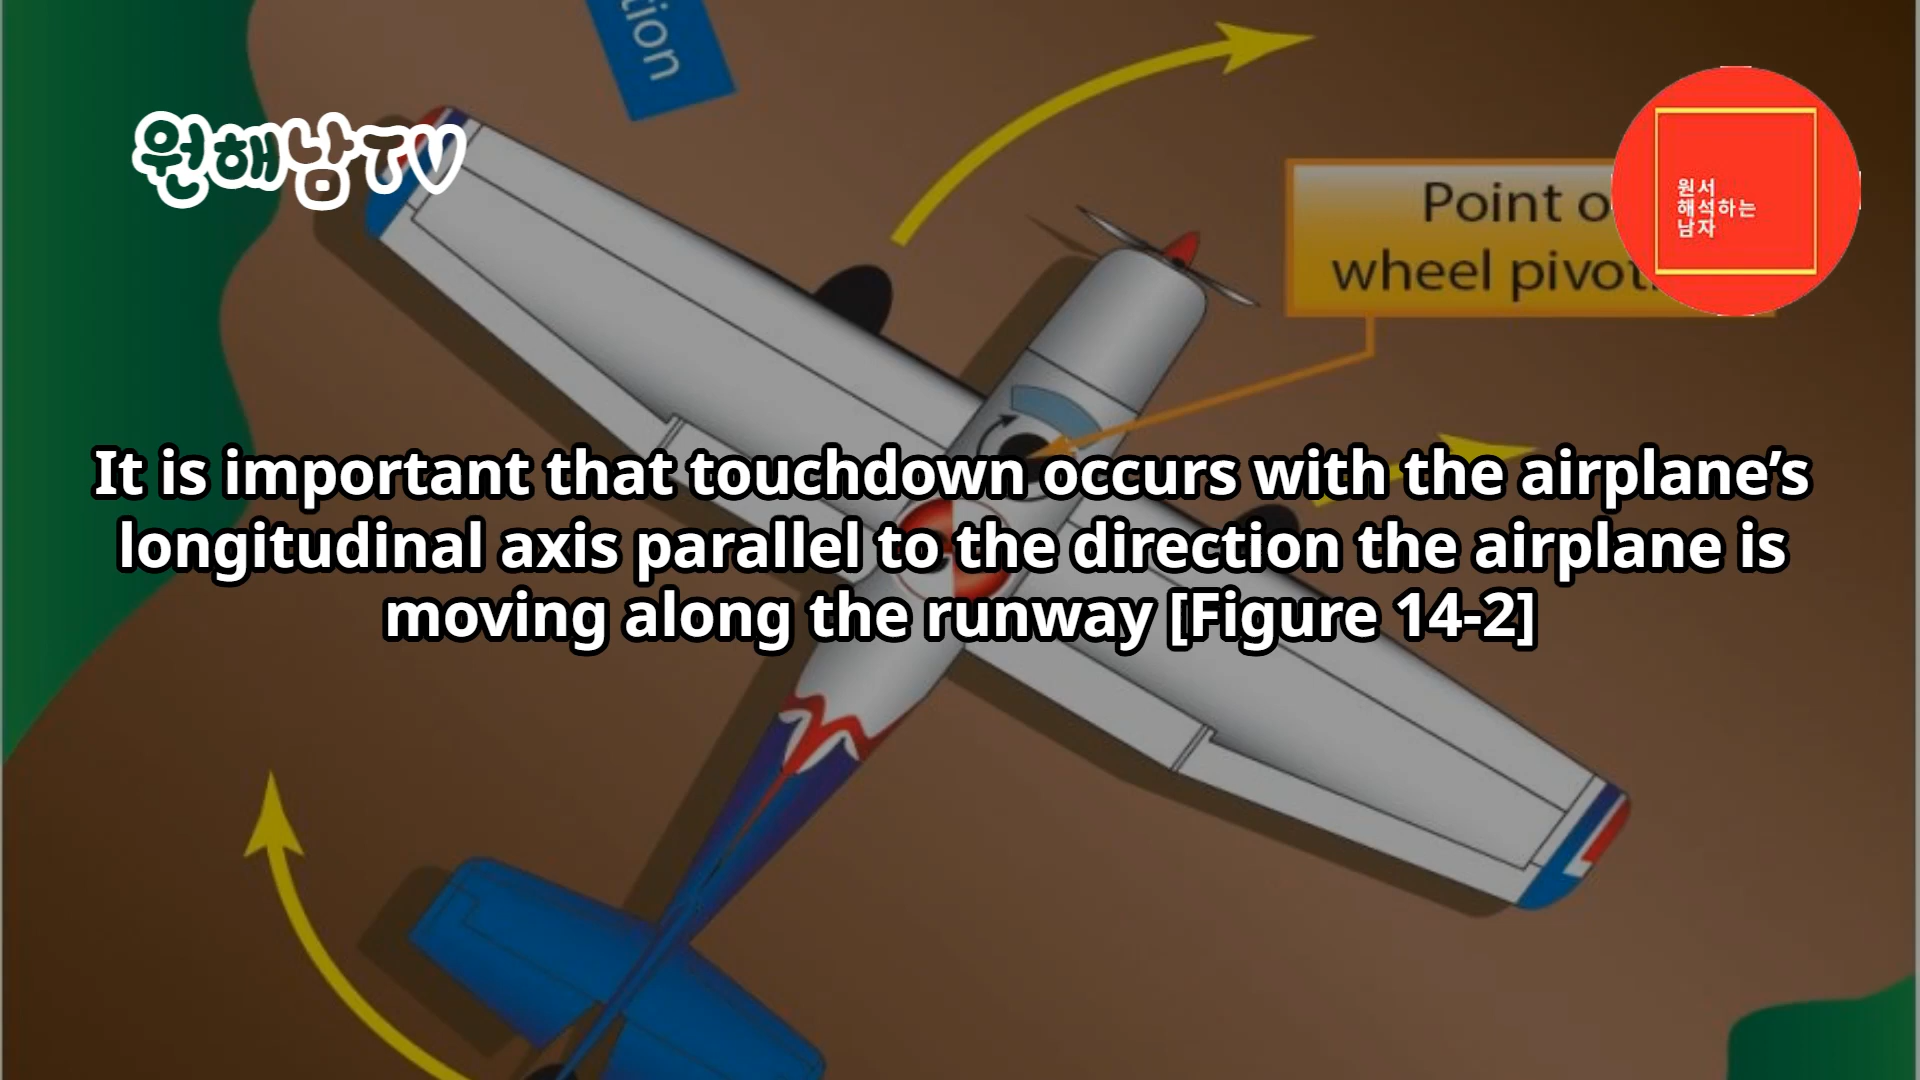 tion
원해남TV
Point o
wheel pivot
원서
해석하는
남자
It is important that touchdown occurs with the airplane’s
longitudinal axis parallel to the direction the airplane is
moving along the runway [Figure 14-2]